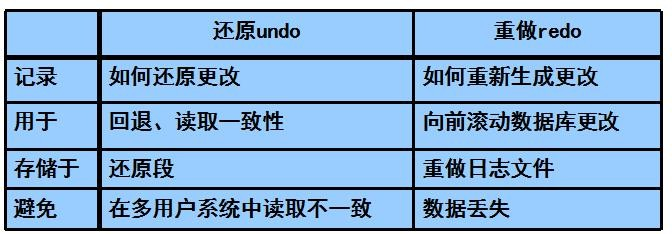 还原undo 重做redo
记录 如何还原更改 如何重新生成更改
用于 回退、读取一致性 向前滚动数据库更改
存储于 还原段 重做日志文件
避免 在多用户系统中读取不一致 数据丢失